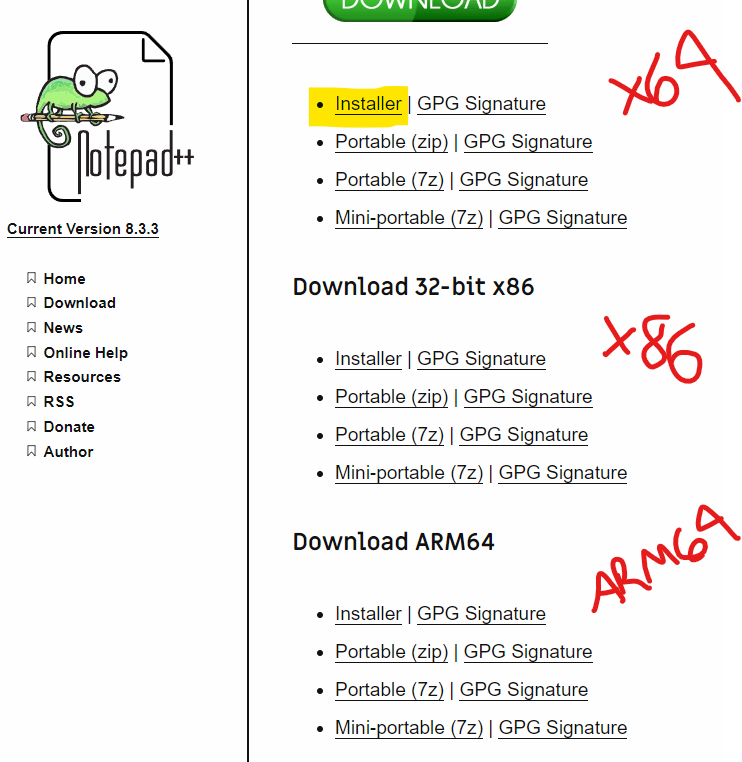 DOWNLOAD
Notepad++
Current Version 8.3.3
Home
Download
News
Online Help
Resources
RSS
Donate
Author
Installer | GPG Signature
x64
Portable (zip) | GPG Signature
Portable (7z) | GPG Signature
Mini-portable (7z) | GPG Signature
Download 32-bit x86
x86
Installer | GPG Signature
Portable (zip) | GPG Signature
Portable (7z) | GPG Signature
Mini-portable (7z) | GPG Signature
Download ARM64
ARM64
Installer | GPG Signature
Portable (zip) | GPG Signature
Portable (7z) | GPG Signature
Mini-portable (7z) | GPG Signature